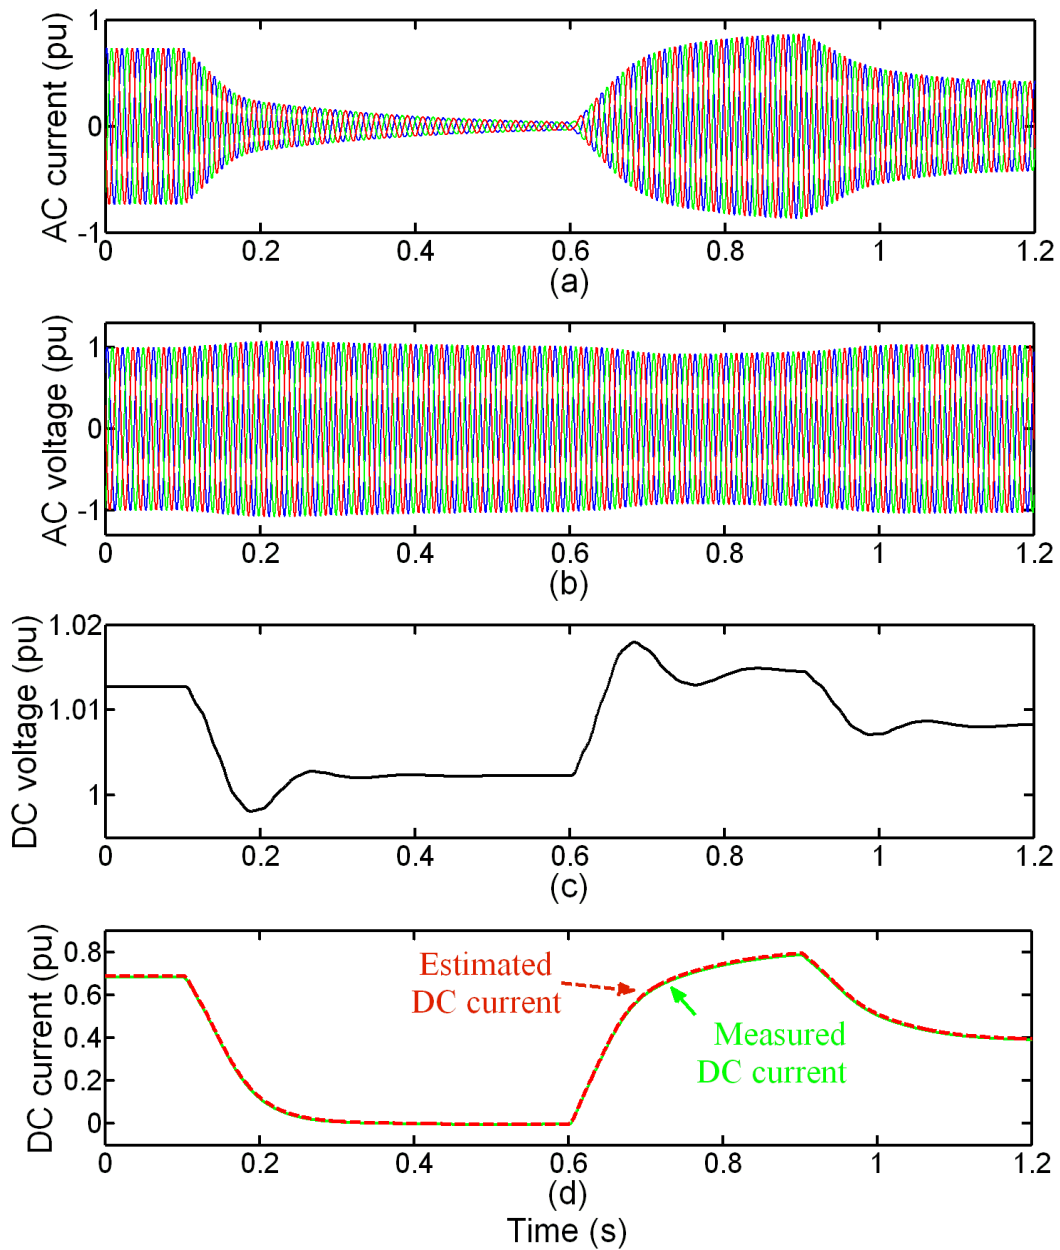 AC current (pu)
1
0
-1
0 0.2 0.4 0.6 0.8 1 1.2
(a)
AC voltage (pu)
1
0
-1
0 0.2 0.4 0.6 0.8 1 1.2
(b)
DC voltage (pu)
1.02
1.01
1
0 0.2 0.4 0.6 0.8 1 1.2
(c)
DC current (pu)
0.8
0.6
0.4
0.2
0
Estimated
DC current
Measured
DC current
0 0.2 0.4 0.6 0.8 1 1.2
(d)
Time (s)